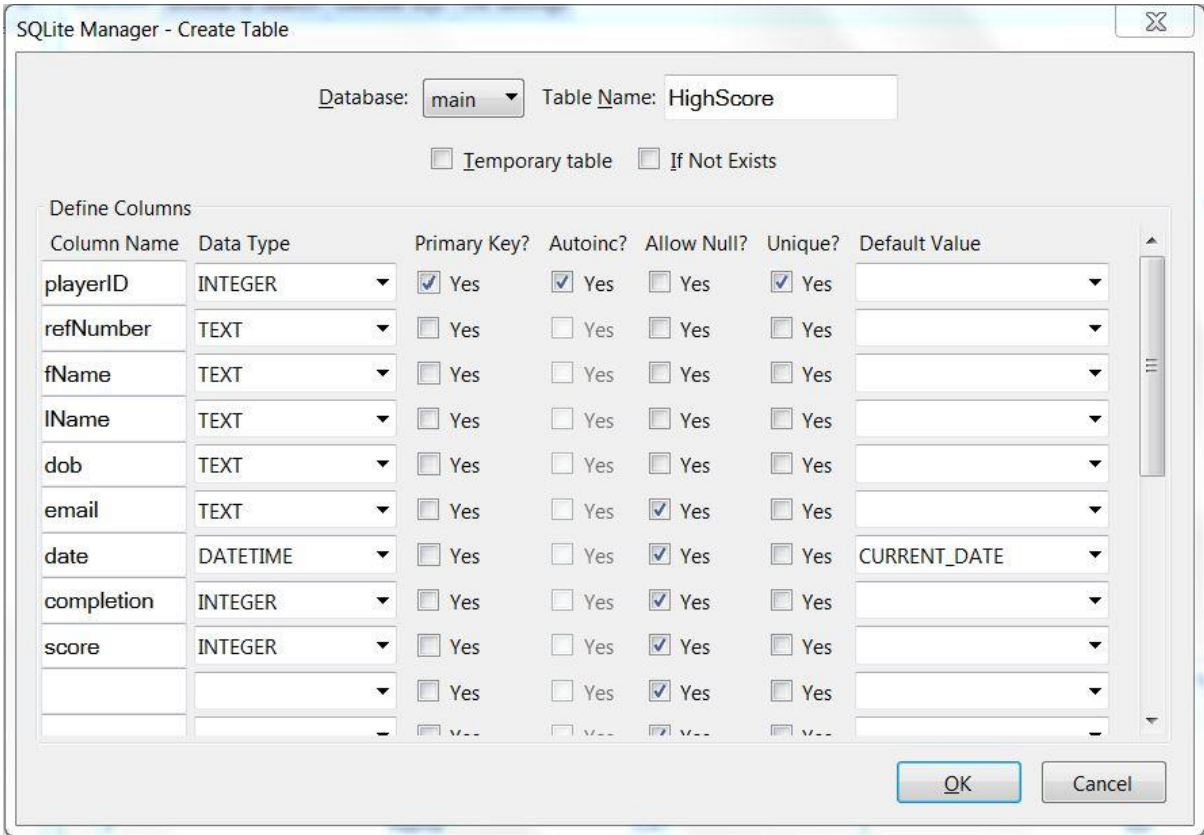 SQLite Manager - Create Table
Database: main Table Name: HighScore
Temporary table If Not Exists
Define Columns
Column Name Data Type Primary Key? Autoinc? Allow Null? Unique? Default Value
playerID INTEGER Yes Yes Yes Yes
refNumber TEXT Yes Yes Yes Yes
fName TEXT Yes Yes Yes Yes
lName TEXT Yes Yes Yes Yes
dob TEXT Yes Yes Yes Yes
email TEXT Yes Yes Yes Yes
date DATETIME Yes Yes Yes Yes CURRENT_DATE
completion INTEGER Yes Yes Yes Yes
score INTEGER Yes Yes Yes Yes
Yes Yes Yes Yes
OK Cancel